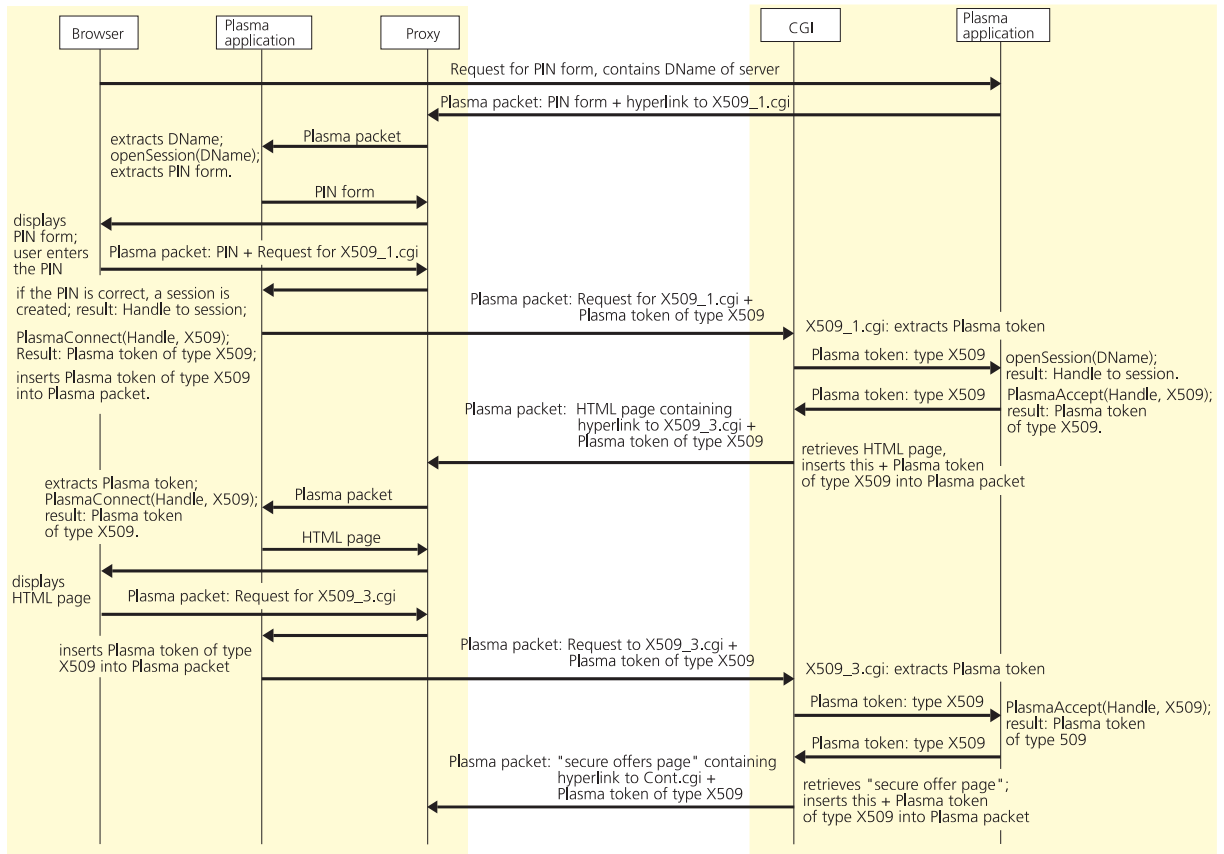 Browser
Plasma
application
Proxy
CGI
Plasma
application
Request for PIN form, contains DName of server
Plasma packet: PIN form + hyperlink to X509_1.cgi
extracts DName;
openSession(DName);
extracts PIN form.
Plasma packet
PIN form
displays
PIN form;
user enters
the PIN
Plasma packet: PIN + Request for X509_1.cgi
if the PIN is correct, a session is
created; result: Handle to session;
PlasmaConnect(Handle, X509);
Result: Plasma token of type X509;
inserts Plasma token of type X509
into Plasma packet.
Plasma packet: Request for X509_1.cgi +
Plasma token of type X509
X509_1.cgi: extracts Plasma token
Plasma token: type X509
openSession(DName);
result: Handle to session.
Plasma token: type X509
PlasmaAccept(Handle, X509);
result: Plasma token
of type X509.
Plasma packet: HTML page containing
hyperlink to X509_3.cgi +
Plasma token of type X509
retrieves HTML page,
inserts this + Plasma token
of type X509 into Plasma packet
extracts Plasma token;
PlasmaConnect(Handle, X509);
result: Plasma token
of type X509.
Plasma packet
HTML page
displays
HTML page
Plasma packet: Request for X509_3.cgi
inserts Plasma token of type
X509 into Plasma packet
Plasma packet: Request to X509_3.cgi +
Plasma token of type X509
X509_3.cgi: extracts Plasma token
Plasma token: type X509
PlasmaAccept(Handle, X509);
result: Plasma token
of type 509
Plasma token: type X509
Plasma packet: "secure offers page" containing
hyperlink to Cont.cgi +
Plasma token of type X509
retrieves "secure offer page";
inserts this + Plasma token
of type X509 into Plasma packet